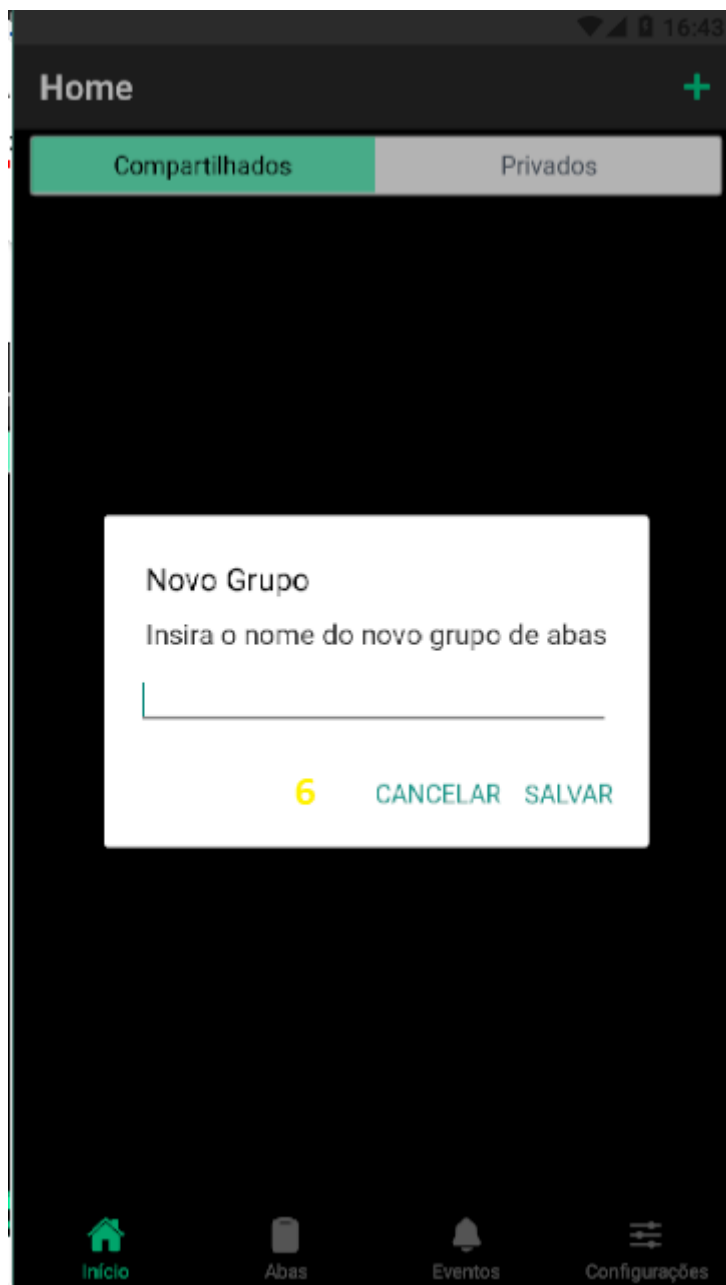 16:43
Home
+
Compartilhados Privados
Novo Grupo
Insira o nome do novo grupo de abas
6 CANCELAR SALVAR
Início Abas Eventos Configurações